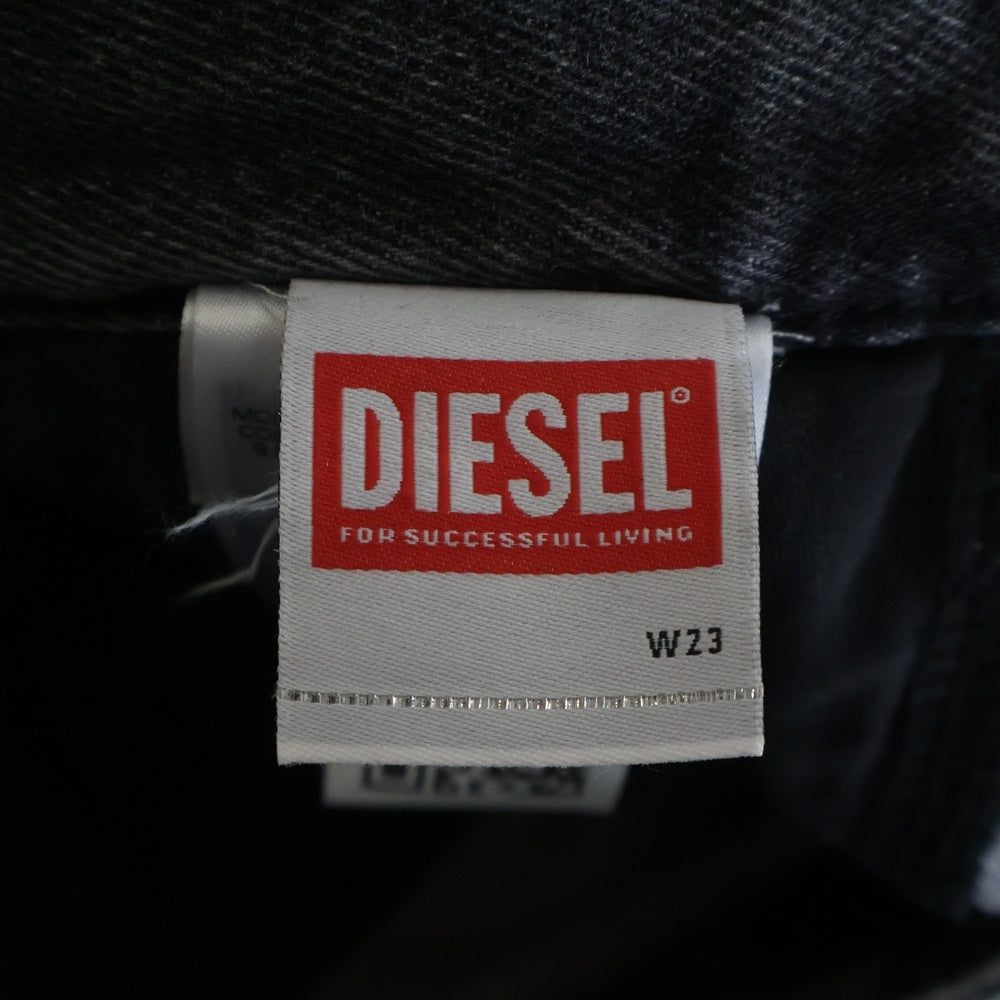 DIESEL
FOR SUCCESSFUL LIVING
W23